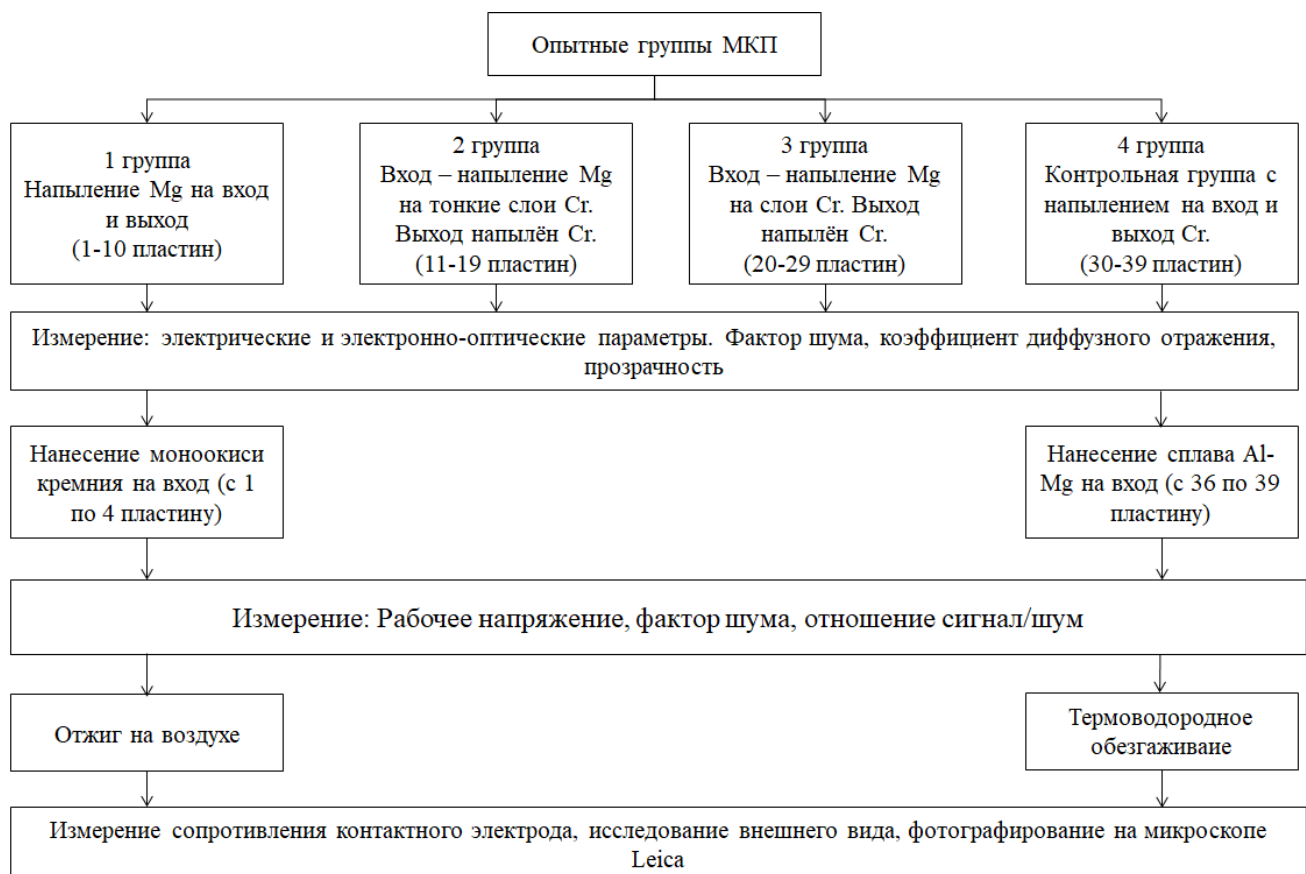 Опытные группы МКП
1 группа
Напыление Mg на вход
и выход
(1-10 пластин)
2 группа
Вход – напыление Mg
на тонкие слои Cr.
Выход напылён Cr.
(11-19 пластин)
3 группа
Вход – напыление Mg
на слои Cr. Выход
напылён Cr.
(20-29 пластин)
4 группа
Контрольная группа с
напылением на вход и
выход Cr.
(30-39 пластин)
Измерение: электрические и электронно-оптические параметры. Фактор шума, коэффициент диффузного отражения,
прозрачность
Нанесение моноокиси
кремния на вход (с 1
по 4 пластину)
Нанесение сплава Al-
Mg на вход (с 36 по 39
пластину)
Измерение: Рабочее напряжение, фактор шума, отношение сигнал/шум
Отжиг на воздухе
Термоводородное
обезгаживаие
Измерение сопротивления контактного электрода, исследование внешнего вида, фотографирование на микроскопе
Leica